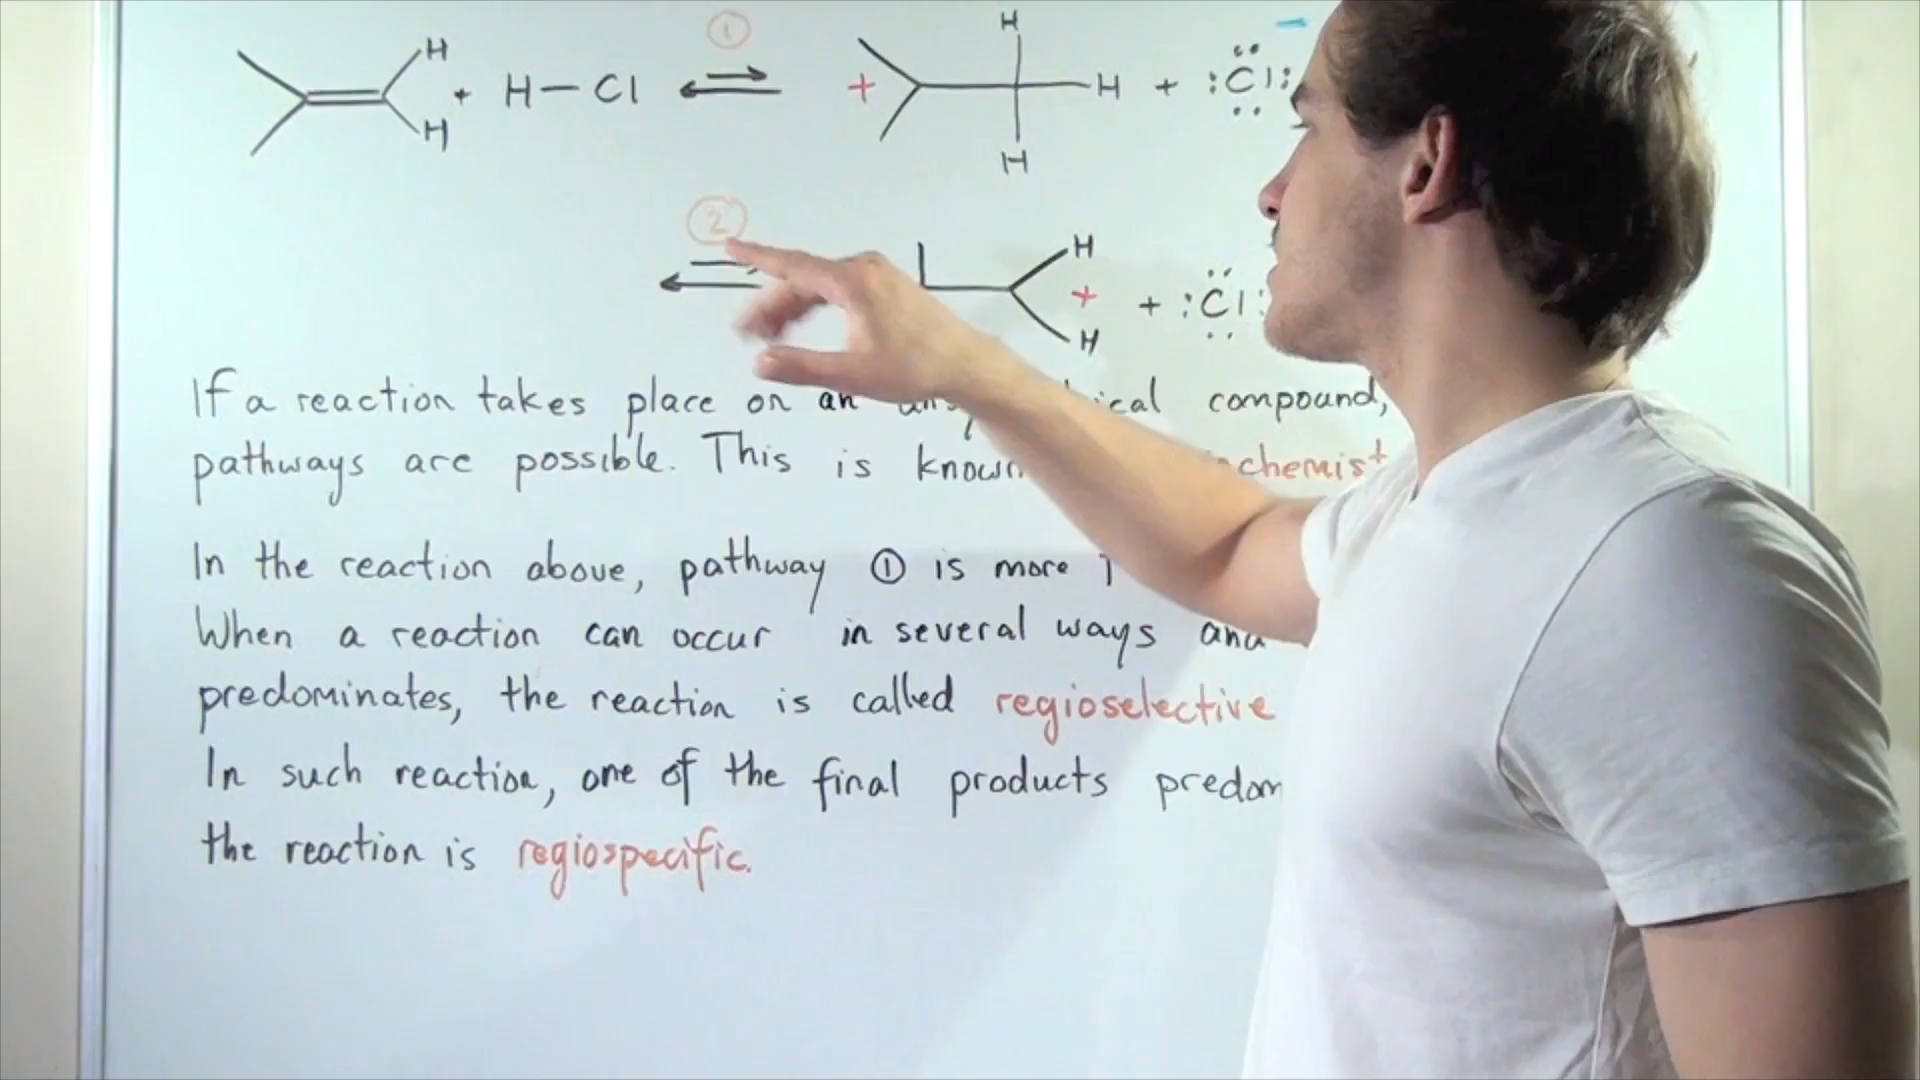 ①
H H
+ H-Cl ⇌ + H + :Cl:
H H
②
H
⇌ + + :Cl:
H
If a reaction takes place on an compound,
pathways are possible. This is known
In the reaction above, pathway ① is more
When a reaction can occur in several ways and
predominates, the reaction is called regioselective
In such reaction, one of the final products
the reaction is regiospecific.